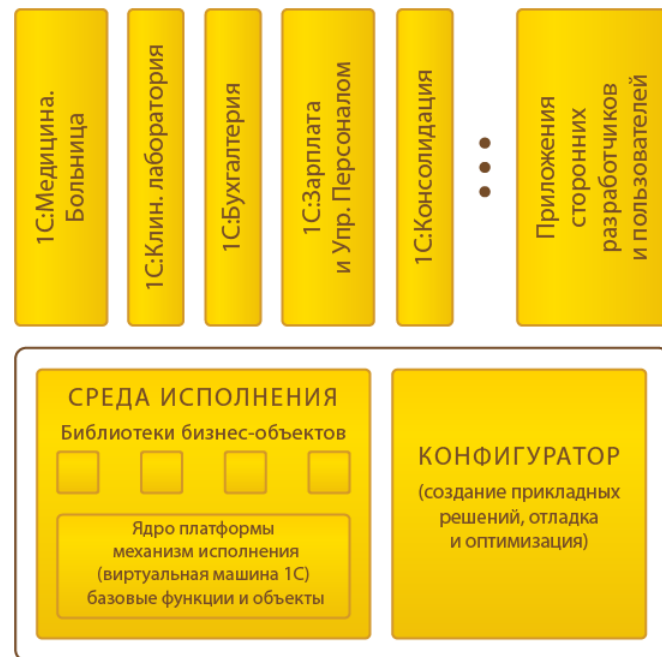 1С:Медицина.
Больница
1С:Клин. лаборатория
1С:Бухгалтерия
1С:Зарплата
и Упр. Персоналом
1С:Консолидация
Приложения
сторонних
разработчиков
и пользователей
СРЕДА ИСПОЛНЕНИЯ
Библиотеки бизнес-объектов
Ядро платформы
механизм исполнения
(виртуальная машина 1С)
базовые функции и объекты
КОНФИГУРАТОР
(создание прикладных
решений, отладка
и оптимизация)